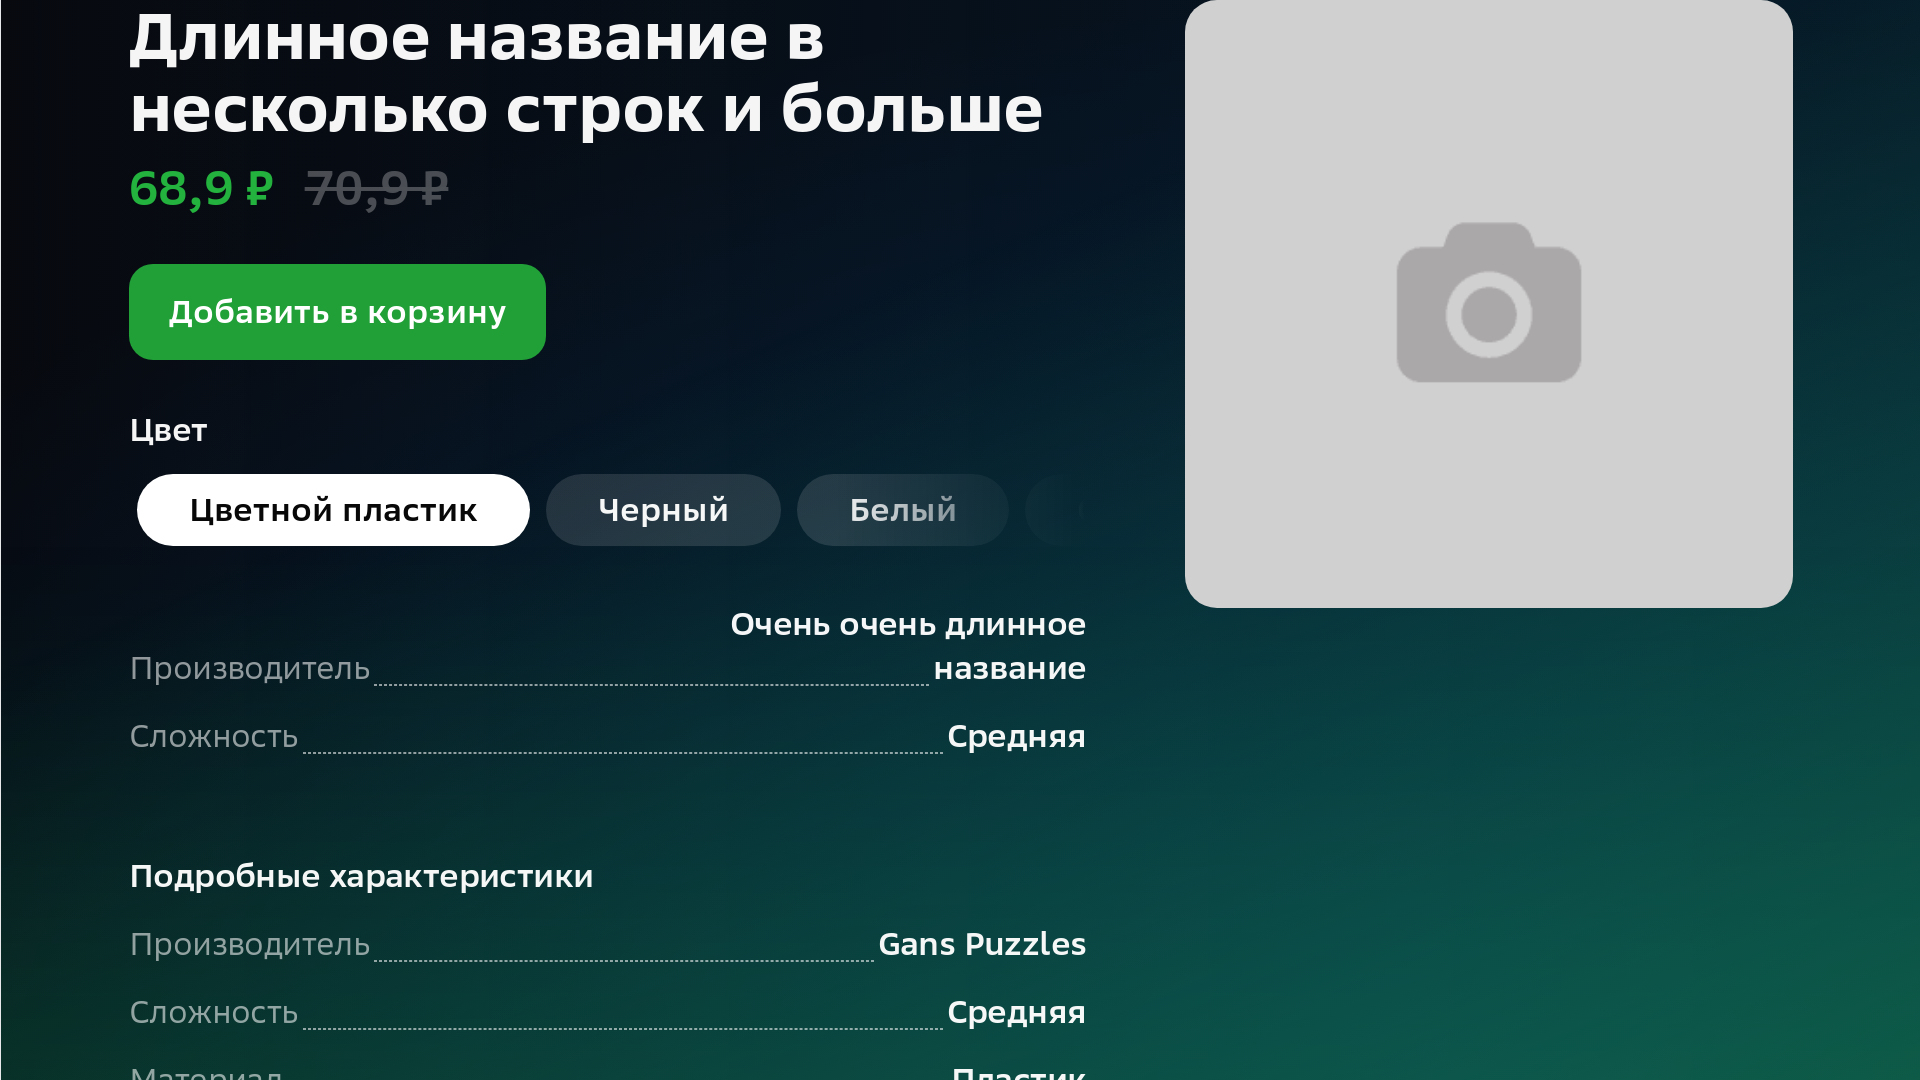 Длинное название в
несколько строк и больше
68,9 ₽ 70,9 ₽
Добавить в корзину
Цвет
Цветной пластик Черный Белый
Очень очень длинное
Производитель название
Сложность Средняя
Подробные характеристики
Производитель Gans Puzzles
Сложность Средняя
Материал Пластик